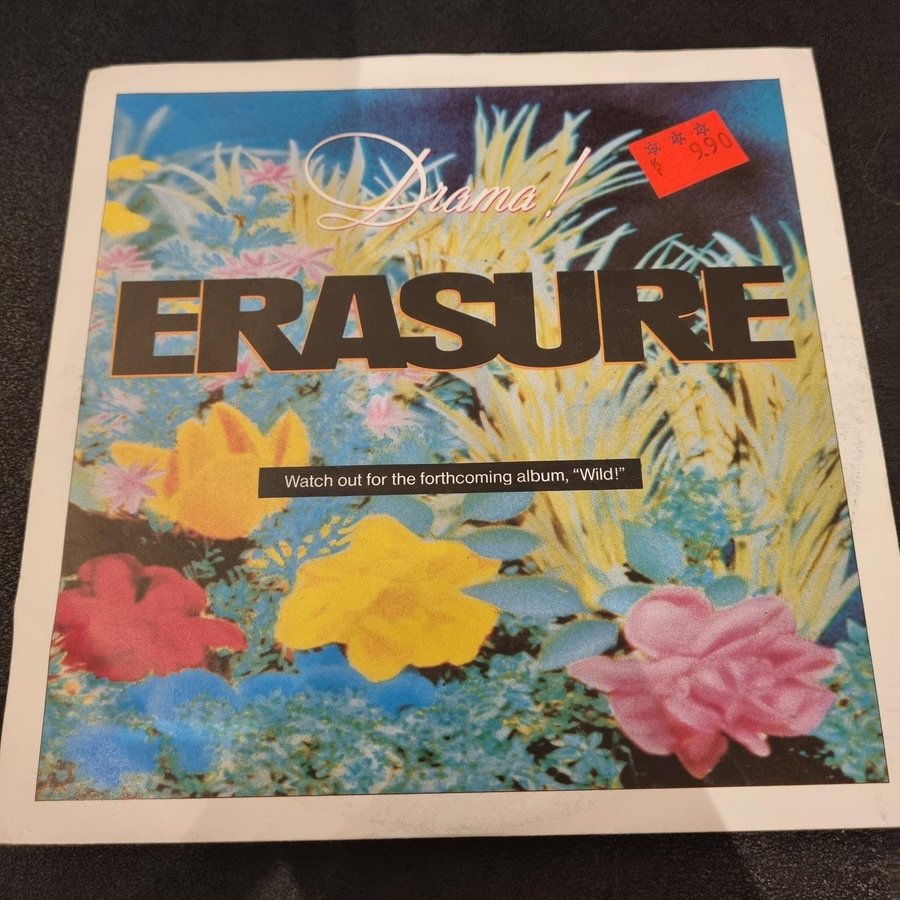 Drama!
* * *
K 9.90
ERASURE
Watch out for the forthcoming album, “Wild!”